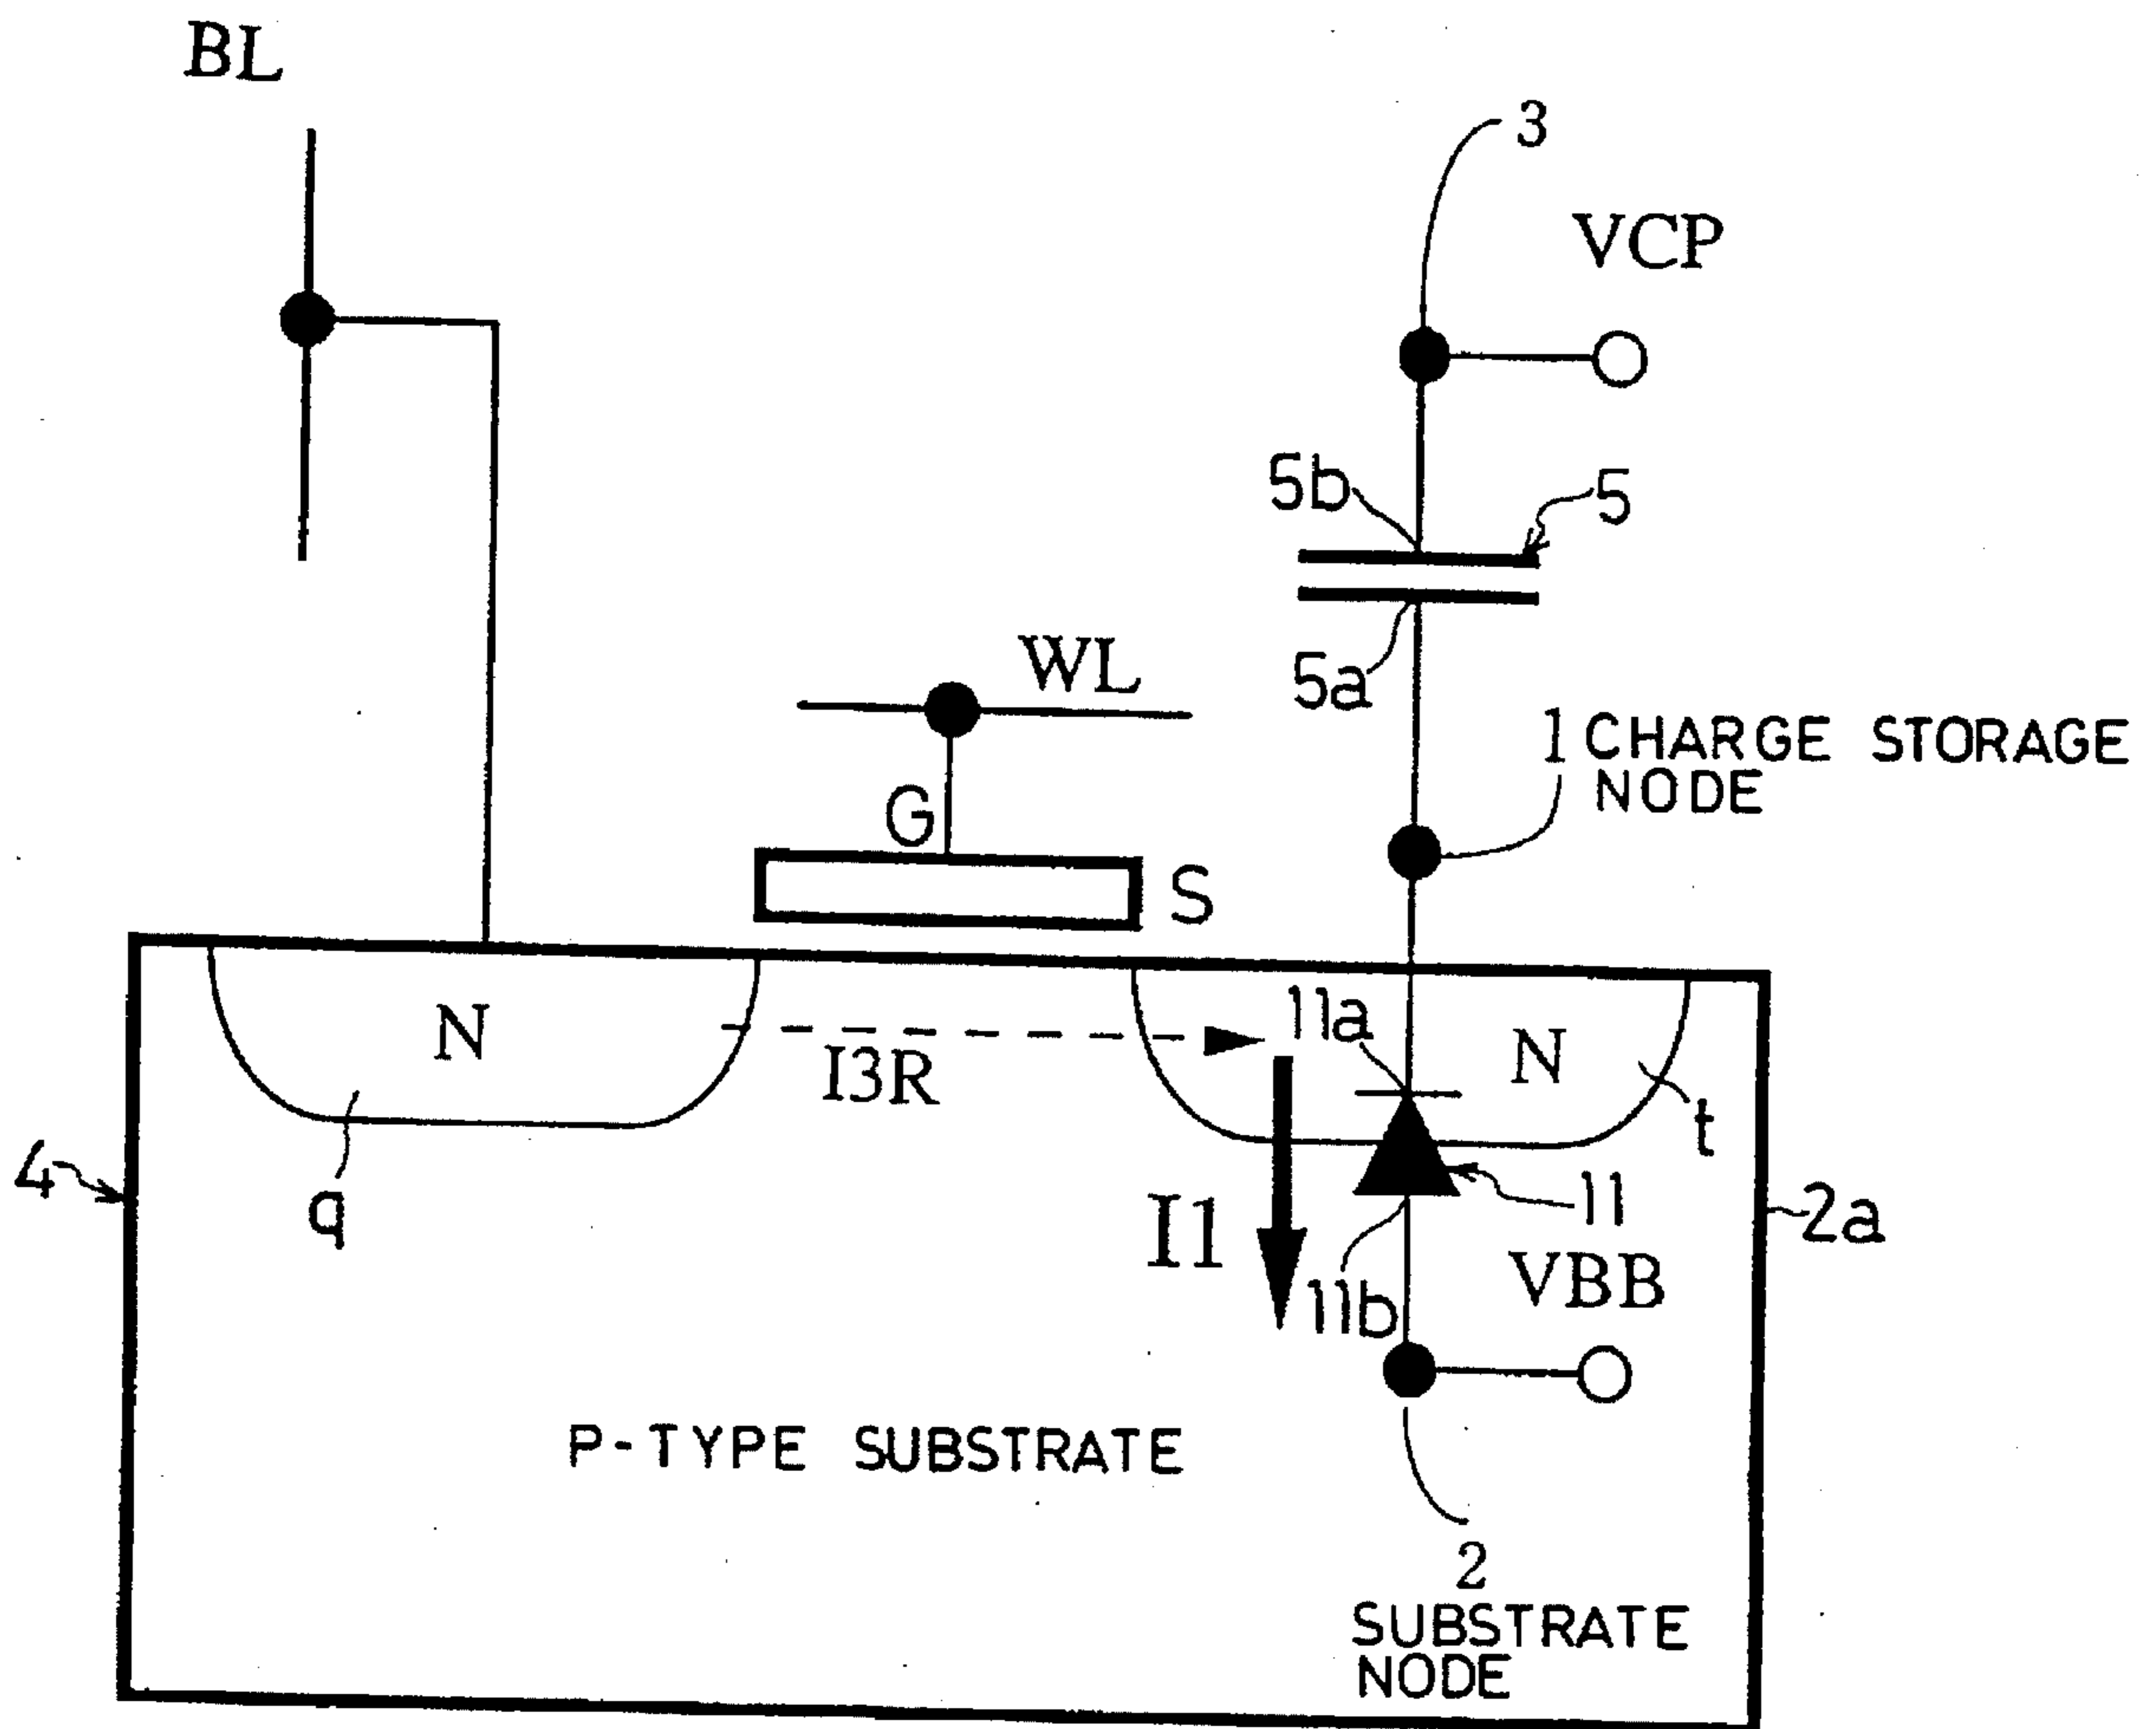 BL
3
VCP
5b
5
5a
WL
1 CHARGE STORAGE
NODE
G
S
N
11a
N
I3R
t
4
q
I1
11
2a
VBB
11b
P-TYPE SUBSTRATE
2
SUBSTRATE
NODE